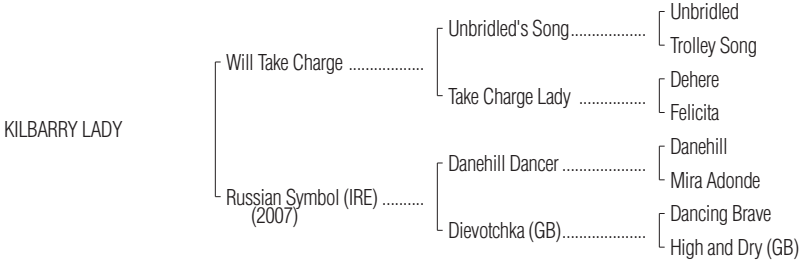 Unbridled
Unbridled's Song..................
Trolley Song
Will Take Charge ..................
Dehere
Take Charge Lady ................
Felicita
KILBARRY LADY
Danehill
Danehill Dancer ....................
Mira Adonde
Russian Symbol (IRE) ..........
(2007)
Dancing Brave
Dievotchka (GB)....................
High and Dry (GB)